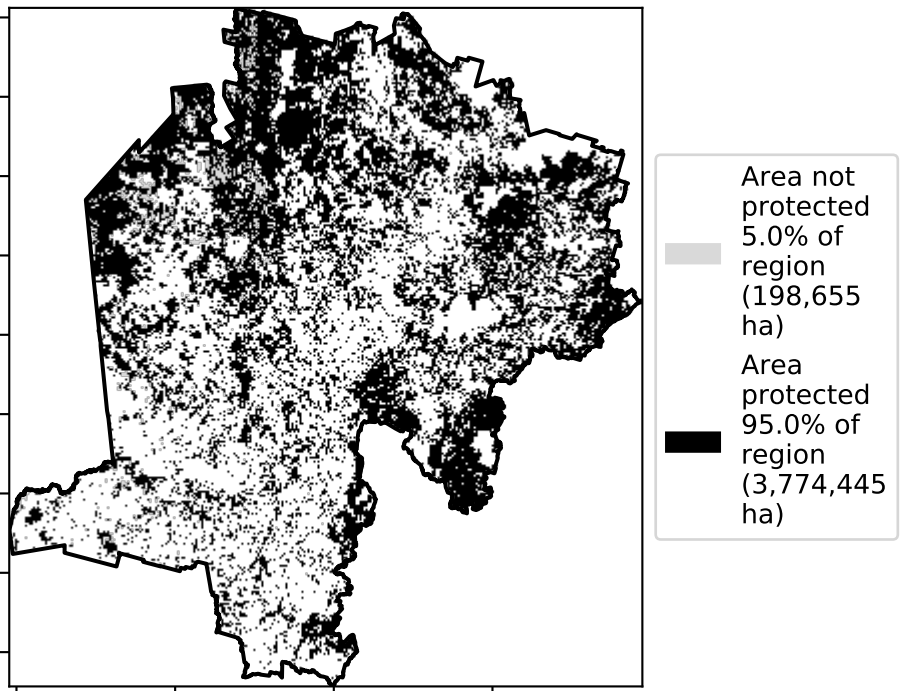 Area not
protected
5.0% of
region
(198,655
ha)
Area
protected
95.0% of
region
(3,774,445
ha)